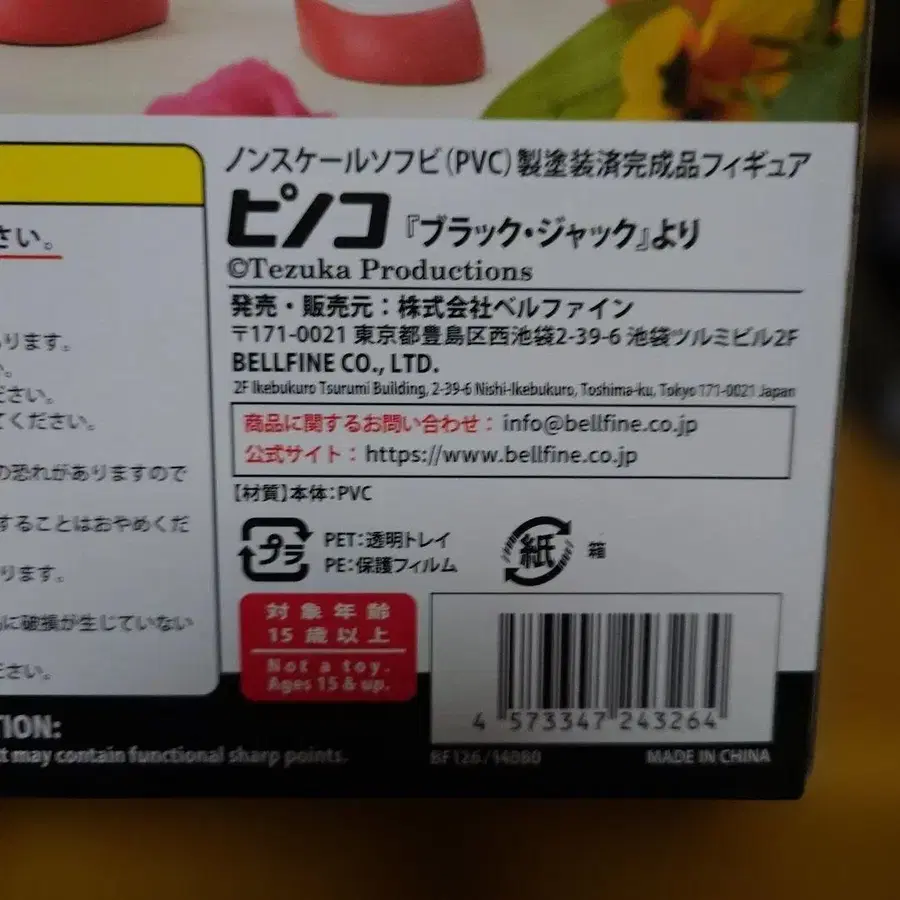 ノンスケールソフビ(PVC)製塗装済完成品フィギュア
ピノコ『ブラック・ジャック』より
©Tezuka Productions
発売・販売元：株式会社ベルファイン
〒171-0021 東京都豊島区西池袋2-39-6 池袋ツルミビル2F
BELLFINE CO., LTD.
2F Ikebukuro Tsurumi Building, 2-39-6 Nishi-Ikebukuro, Toshima-ku, Tokyo 171-0021 Japan
商品に関するお問い合わせ：info@bellfine.co.jp
公式サイト：https://www.bellfine.co.jp
【材質】本体：PVC
プラ
PET：透明トレイ
PE：保護フィルム
紙 箱
対象年齢
15歳以上
Not a toy.
Ages 15 & up.
4 573347 243264
MADE IN CHINA
さい。
ります。
ださい。
てください。
の恐れがありますので
することはおやめくだ
ります。
に破損が生じていない
ださい。
TION:
t may contain functional sharp points.